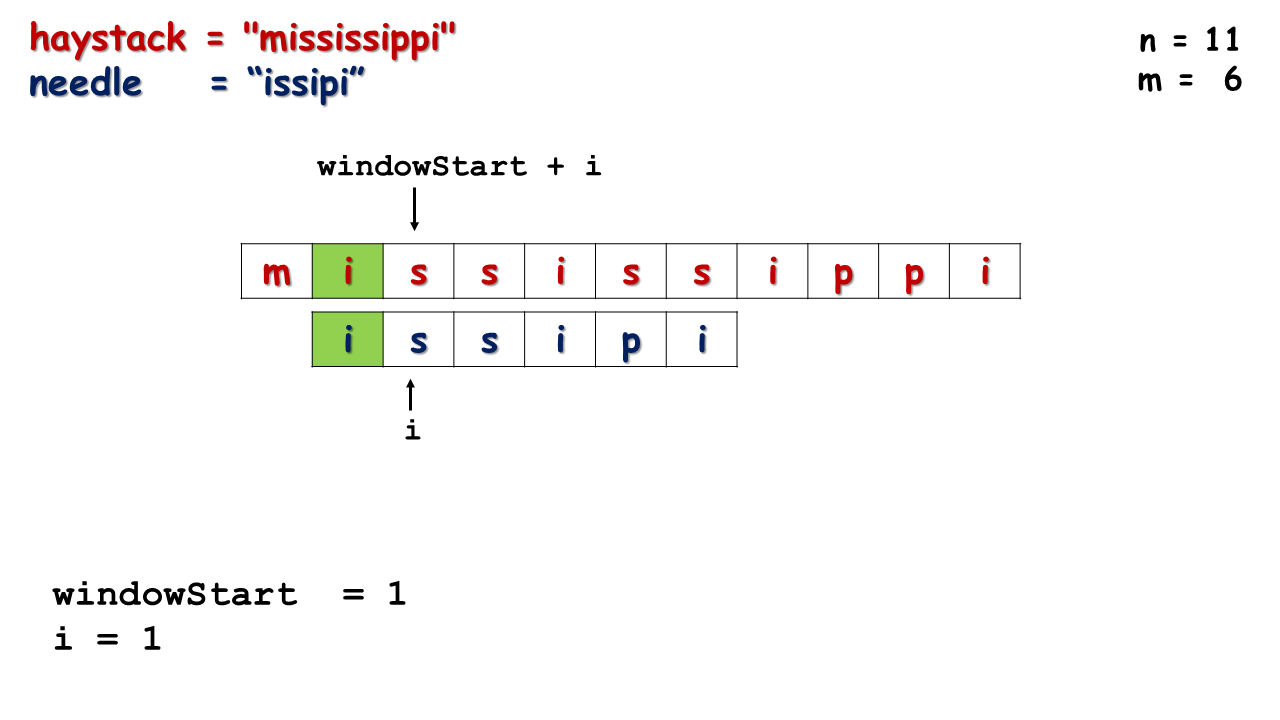 haystack = "mississippi"
needle = “issipi”
n = 11
m = 6
windowStart + i
m i s s i s s i p p i
i s s i p i
i
windowStart = 1
i = 1